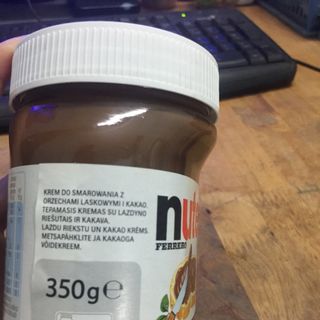 KREM DO SMAROWANIA Z
ORZECHAMI LASKOWYMI I KAKAO.
TEPAMASIS KREMAS SU LAZDYNO
RIEŠUTAIS IR KAKAVA.
LAZDU RIEKSTU UN KAKAO KRĒMS.
METSAPÄHKLITE JA KAKAOGA
VÕIDEKREEM.
nute
FERRERO
350g℮